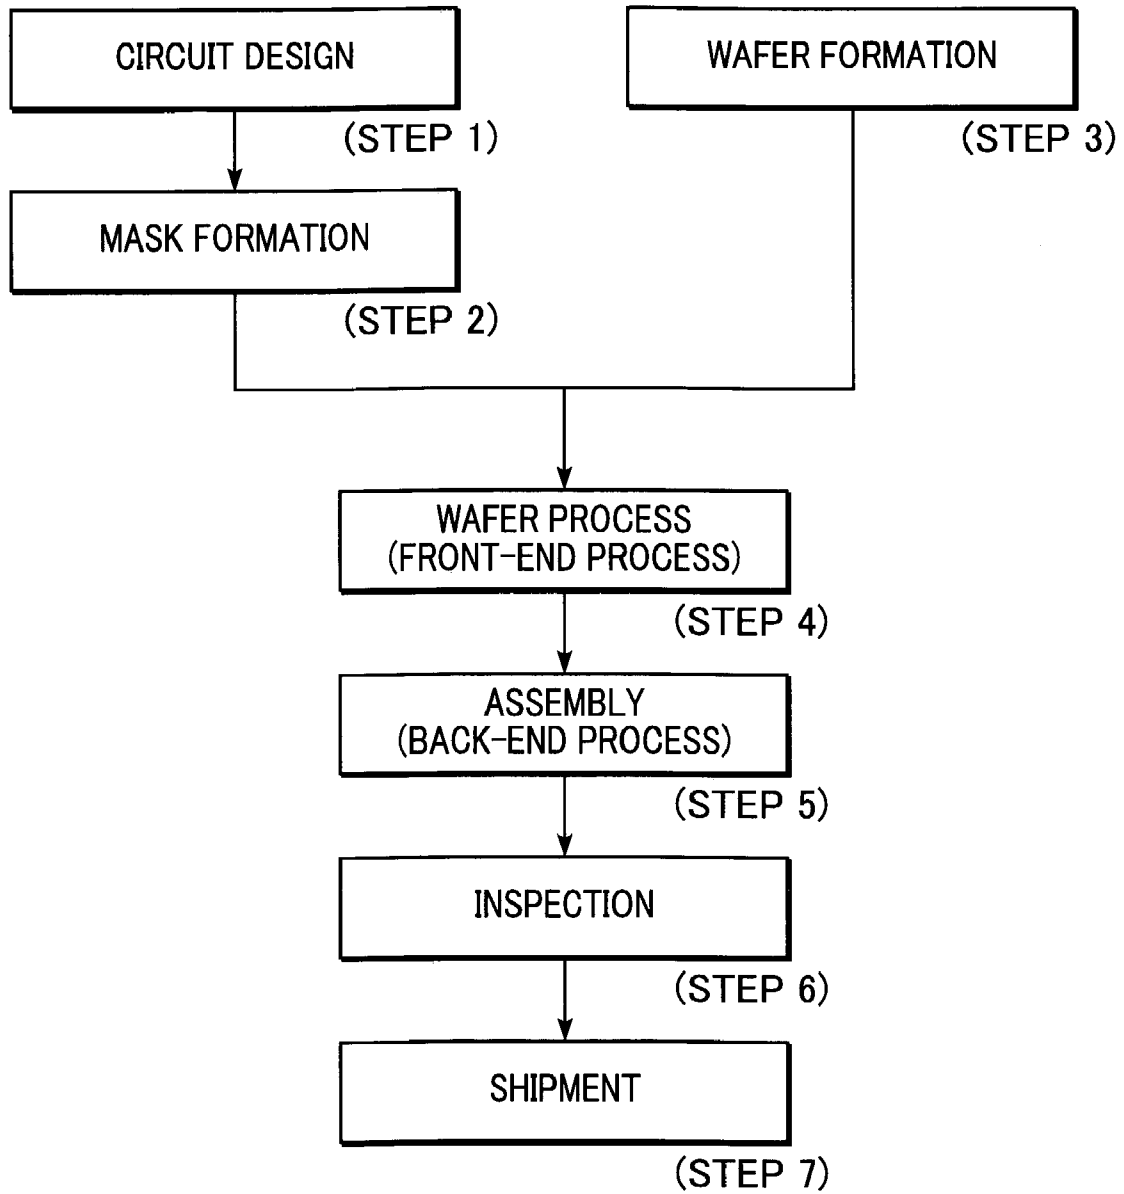 CIRCUIT DESIGN
(STEP 1)
MASK FORMATION
(STEP 2)
WAFER FORMATION
(STEP 3)
WAFER PROCESS
(FRONT-END PROCESS)
(STEP 4)
ASSEMBLY
(BACK-END PROCESS)
(STEP 5)
INSPECTION
(STEP 6)
SHIPMENT
(STEP 7)